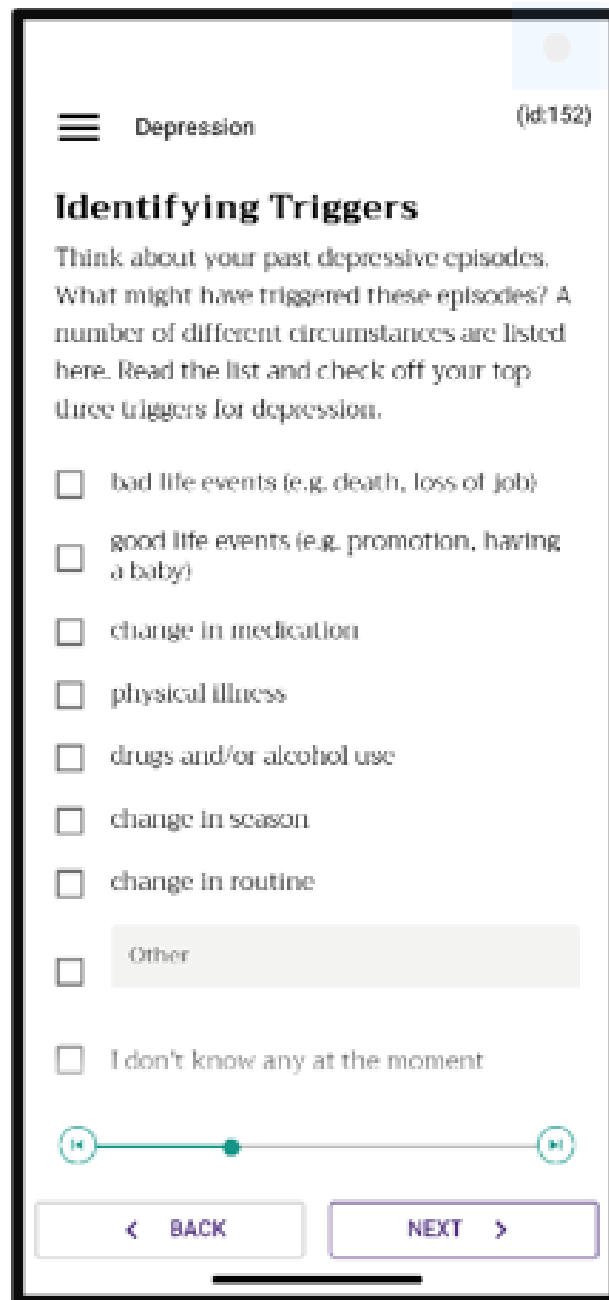 Depression
(id:152)
Identifying Triggers
Think about your past depressive episodes.
What might have triggered these episodes? A
number of different circumstances are listed
here. Read the list and check off your top
three triggers for depression.
bad life events (e.g. death, loss of job)
good life events (e.g. promotion, having
a baby)
change in medication
physical illness
drugs and/or alcohol use
change in season
change in routine
Other
I don't know any at the moment
BACK
NEXT